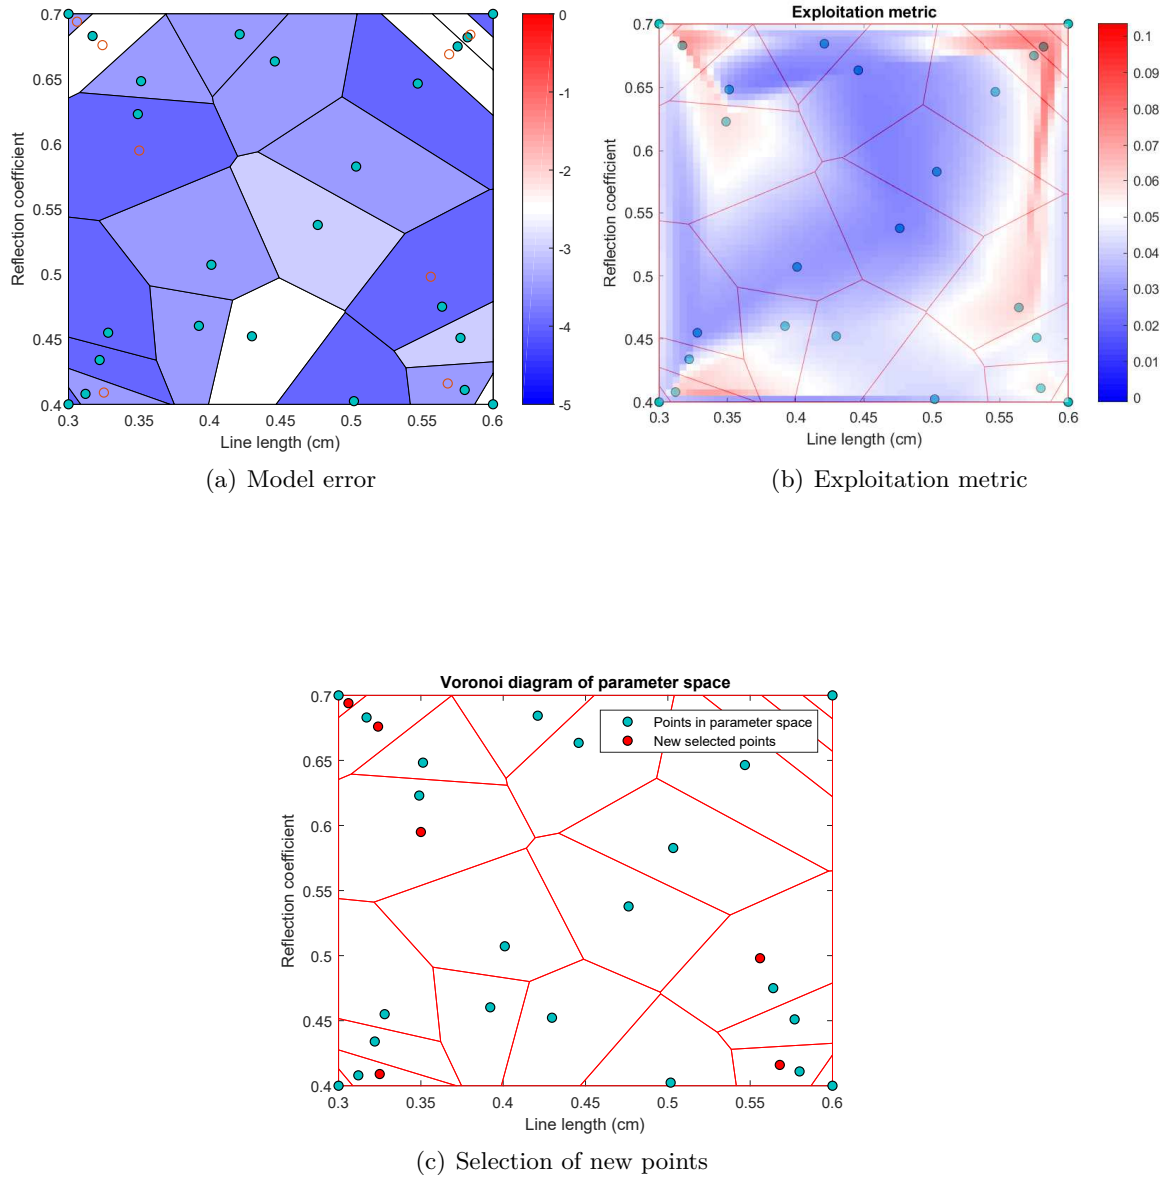 0.7
0.65
0.6
0.55
0.5
0.45
0.4
Reflection coefficient
0.3 0.35 0.4 0.45 0.5 0.55 0.6
Line length (cm)
0
-1
-2
-3
-4
-5
(a) Model error
Exploitation metric
0.7
0.65
0.6
0.55
0.5
0.45
0.4
Reflection coefficient
0.3 0.35 0.4 0.45 0.5 0.55 0.6
Line length (cm)
0.1
0.09
0.08
0.07
0.06
0.05
0.04
0.03
0.02
0.01
0
(b) Exploitation metric
Voronoi diagram of parameter space
0.7
0.65
0.6
0.55
0.5
0.45
0.4
Reflection coefficient
Points in parameter space
New selected points
0.3 0.35 0.4 0.45 0.5 0.55 0.6
Line length (cm)
(c) Selection of new points